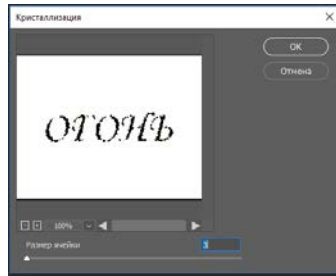 Кристаллизация
ОК
Отмена
ОГОНЬ
100%
Размер ячейки
3